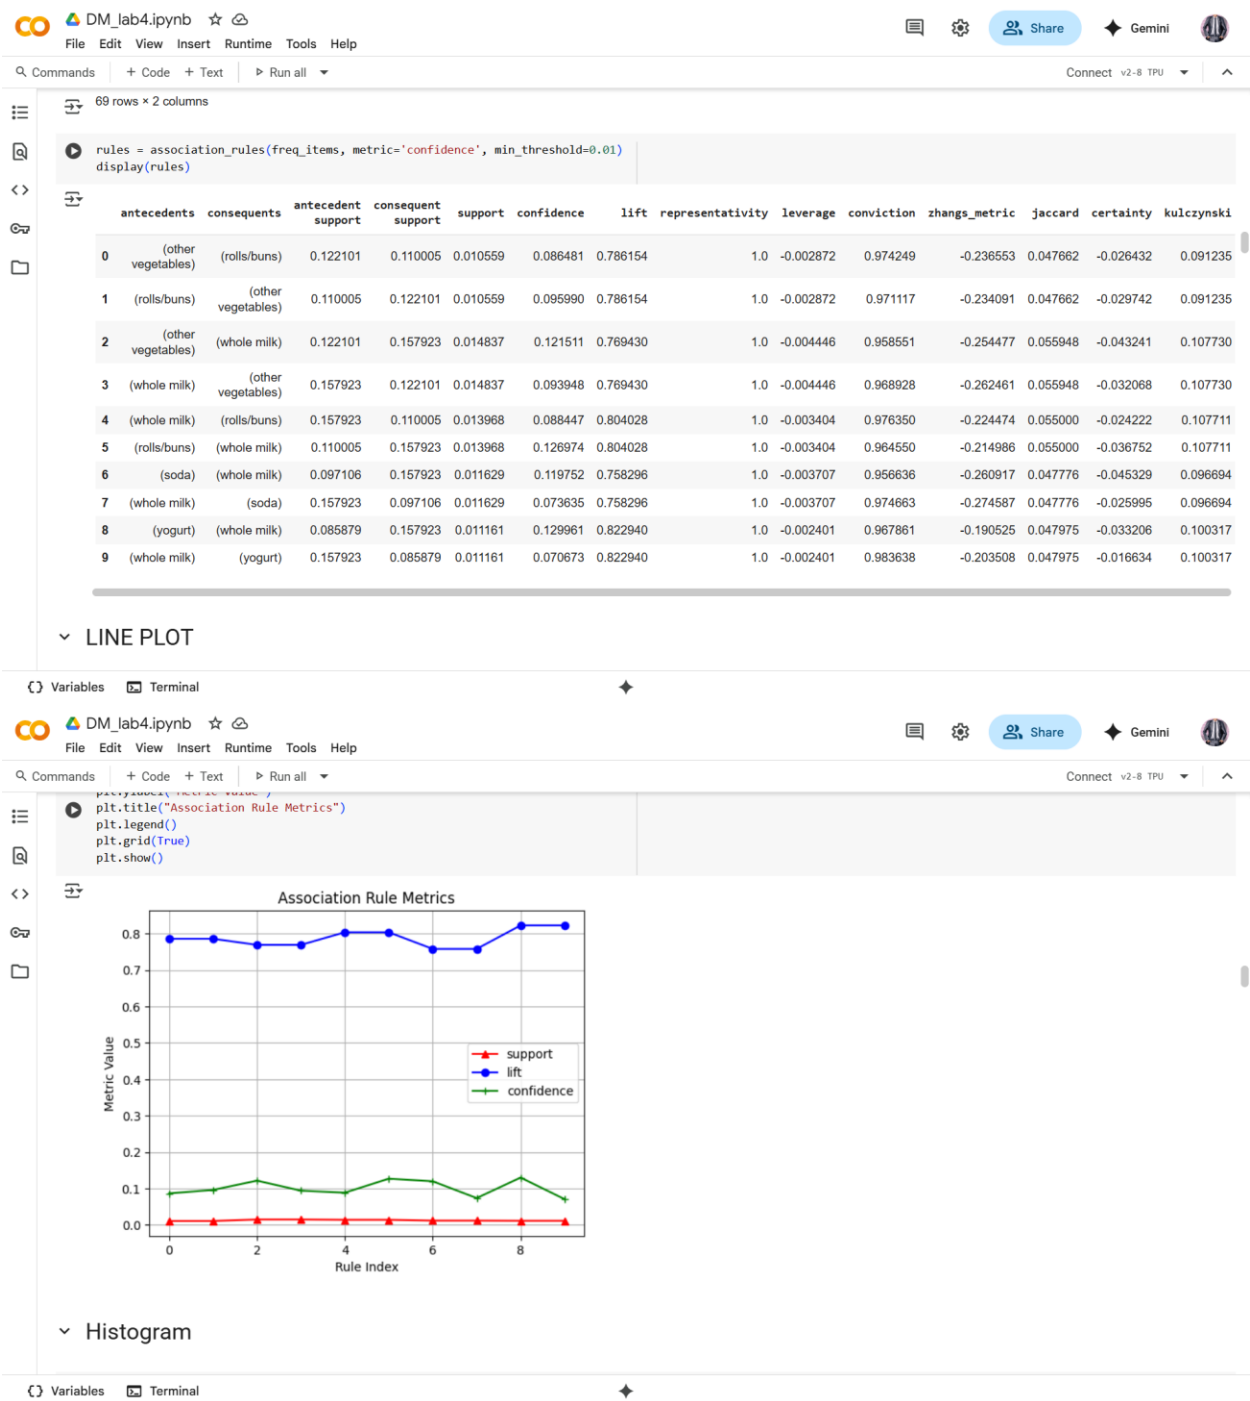 DM_lab4.ipynb
File Edit View Insert Runtime Tools Help
Share
Gemini
Commands + Code + Text Run all
Connect v2-8 TPU
69 rows × 2 columns
rules = association_rules(freq_items, metric='confidence', min_threshold=0.01)
display(rules)
antecedents consequents antecedent support consequent support support confidence lift representativity leverage conviction zhangs_metric jaccard certainty kulczynski
0 (other vegetables) (rolls/buns) 0.122101 0.110005 0.010559 0.086481 0.786154 1.0 -0.002872 0.974249 -0.236553 0.047662 -0.026432 0.091235
1 (rolls/buns) (other vegetables) 0.110005 0.122101 0.010559 0.095990 0.786154 1.0 -0.002872 0.971117 -0.234091 0.047662 -0.029742 0.091235
2 (other vegetables) (whole milk) 0.122101 0.157923 0.014837 0.121511 0.769430 1.0 -0.004446 0.958551 -0.254477 0.055948 -0.043241 0.107730
3 (whole milk) (other vegetables) 0.157923 0.122101 0.014837 0.093948 0.769430 1.0 -0.004446 0.968928 -0.262461 0.055948 -0.032068 0.107730
4 (whole milk) (rolls/buns) 0.157923 0.110005 0.013968 0.088447 0.804028 1.0 -0.003404 0.976350 -0.224474 0.055000 -0.024222 0.107711
5 (rolls/buns) (whole milk) 0.110005 0.157923 0.013968 0.126974 0.804028 1.0 -0.003404 0.964550 -0.214986 0.055000 -0.036752 0.107711
6 (soda) (whole milk) 0.097106 0.157923 0.011629 0.119752 0.758296 1.0 -0.003707 0.956636 -0.260917 0.047776 -0.045329 0.096694
7 (whole milk) (soda) 0.157923 0.097106 0.011629 0.073635 0.758296 1.0 -0.003707 0.974663 -0.274587 0.047776 -0.025995 0.096694
8 (yogurt) (whole milk) 0.085879 0.157923 0.011161 0.129961 0.822940 1.0 -0.002401 0.967861 -0.190525 0.047975 -0.033206 0.100317
9 (whole milk) (yogurt) 0.157923 0.085879 0.011161 0.070673 0.822940 1.0 -0.002401 0.983638 -0.203508 0.047975 -0.016634 0.100317
LINE PLOT
Variables Terminal
DM_lab4.ipynb
File Edit View Insert Runtime Tools Help
Share
Gemini
Commands + Code + Text Run all
Connect v2-8 TPU
plt.ylabel("Metric Value")
plt.title("Association Rule Metrics")
plt.legend()
plt.grid(True)
plt.show()
Association Rule Metrics
0.8
0.7
0.6
0.5
0.4
0.3
0.2
0.1
0.0
Metric Value
support
lift
confidence
0 2 4 6 8
Rule Index
Histogram
Variables Terminal